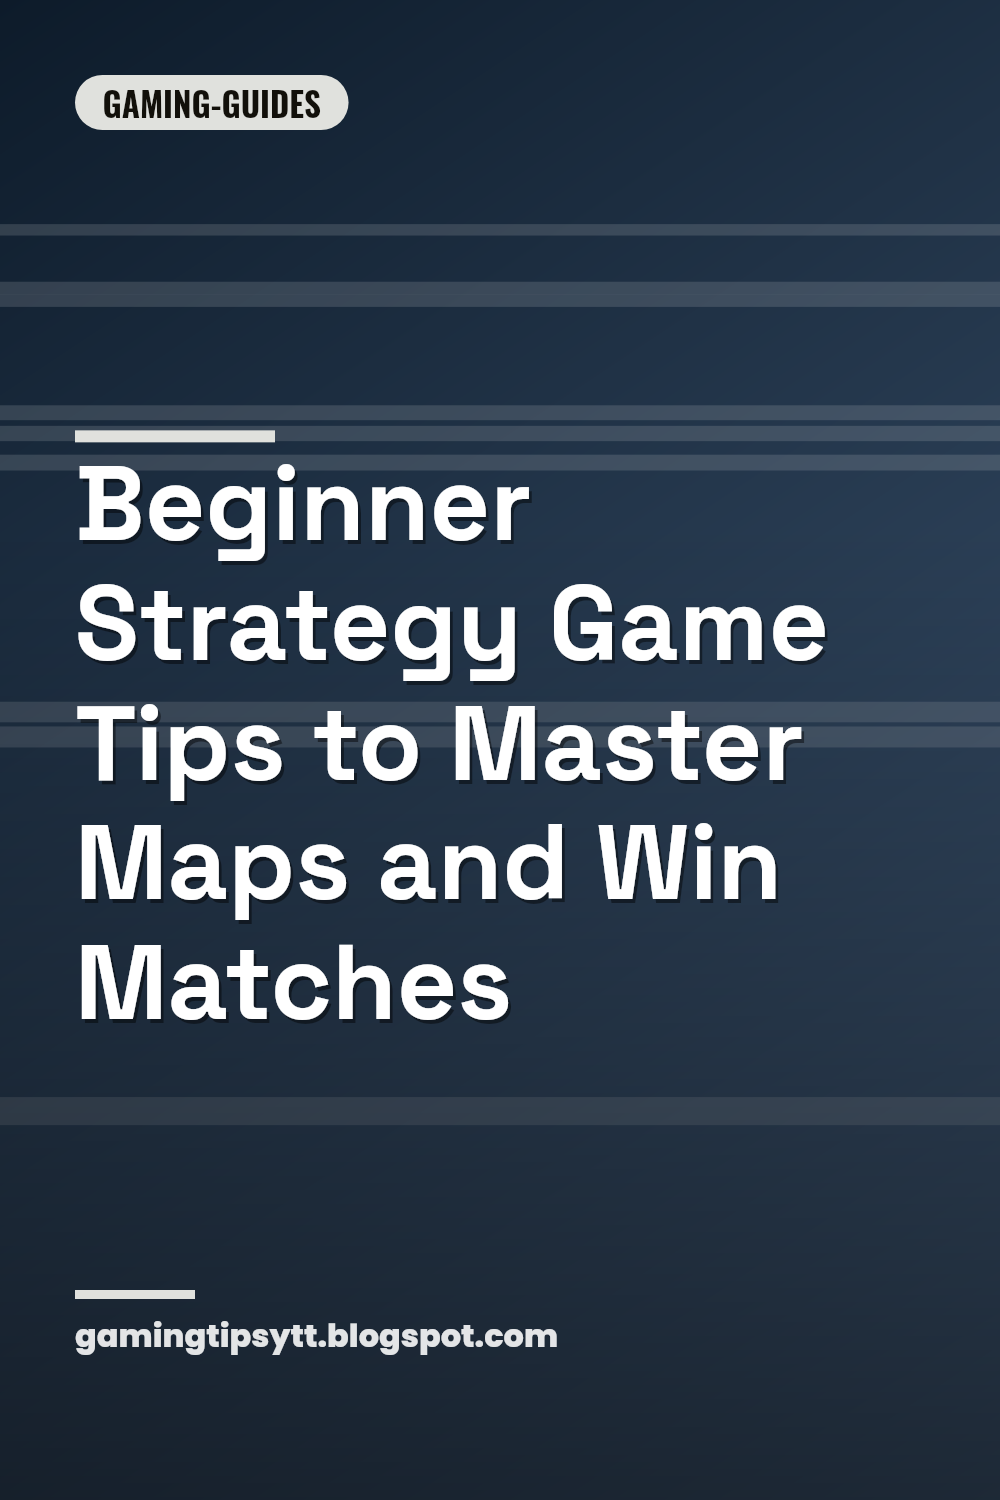 GAMING-GUIDES
Beginner
Strategy Game
Tips to Master
Maps and Win
Matches
gamingtipsytt.blogspot.com